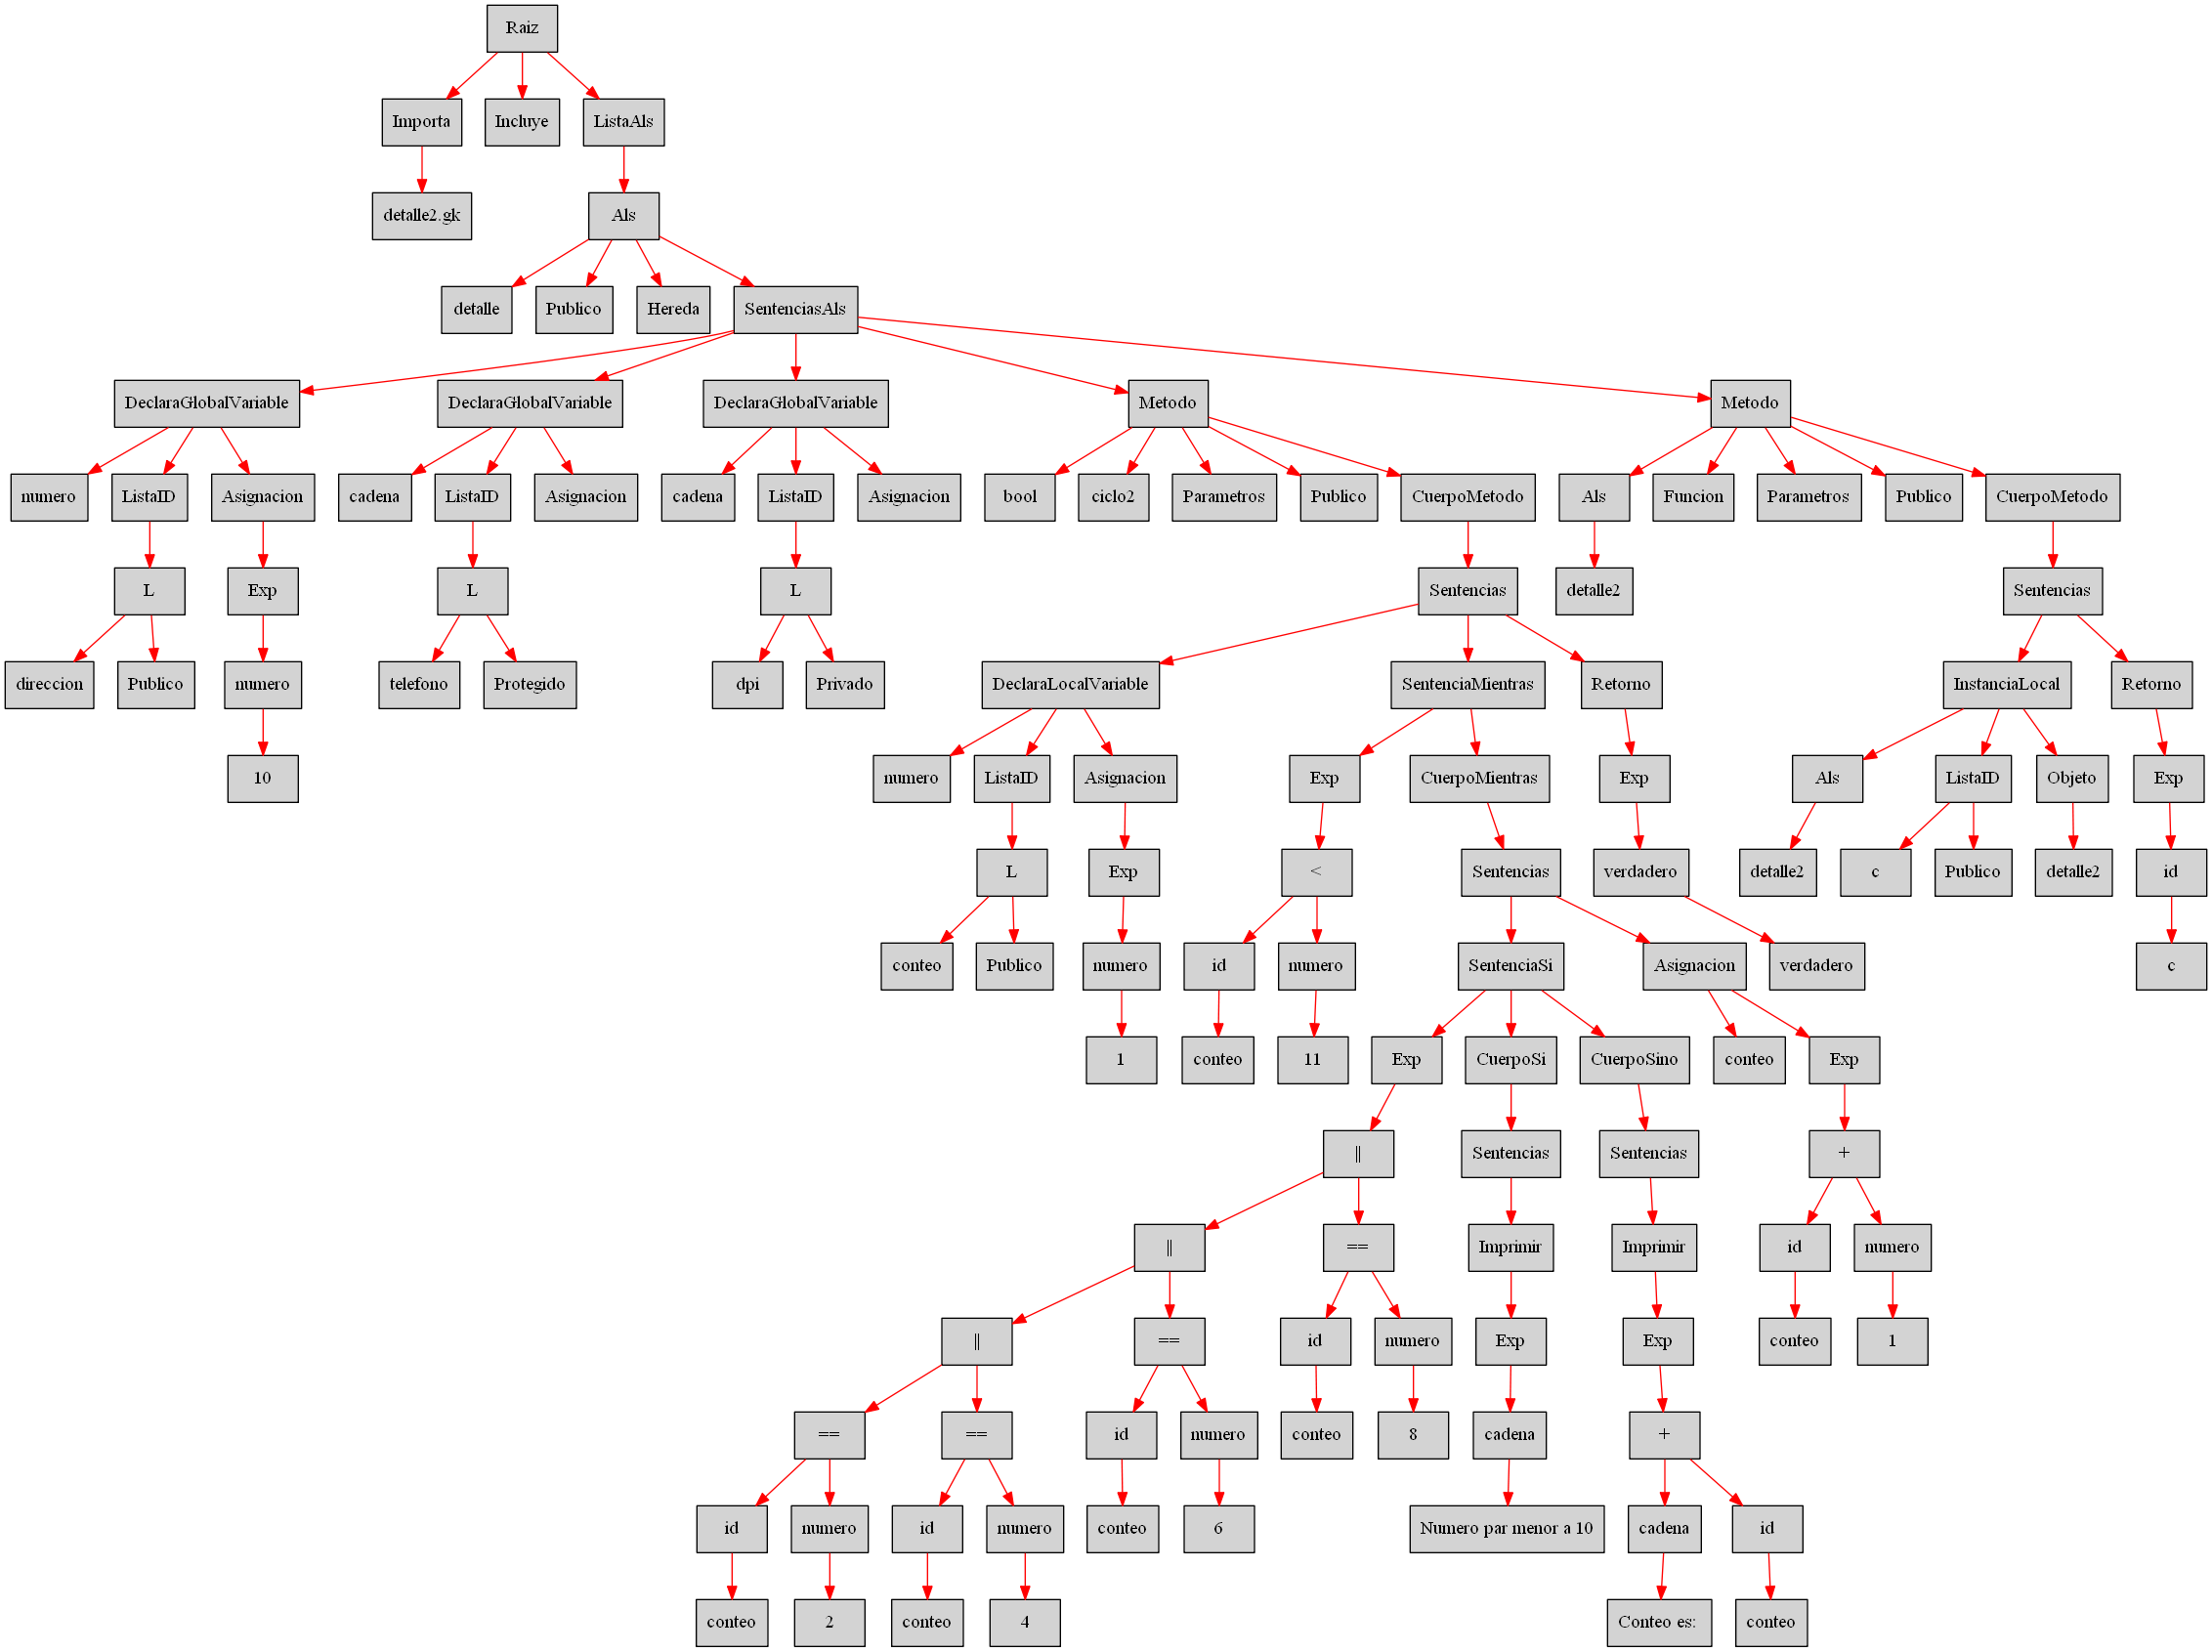 Raiz
Importa Incluye ListaAls
detalle2.gk Als
detalle Publico Hereda SentenciasAls
DeclaraGlobalVariable DeclaraGlobalVariable DeclaraGlobalVariable Metodo Metodo
numero ListaID Asignacion cadena ListaID Asignacion cadena ListaID Asignacion bool ciclo2 Parametros Publico CuerpoMetodo Als Funcion Parametros Publico CuerpoMetodo
L Exp L L Sentencias detalle2 Sentencias
direccion Publico numero telefono Protegido dpi Privado DeclaraLocalVariable SentenciaMientras Retorno InstanciaLocal Retorno
10 numero ListaID Asignacion Exp CuerpoMientras Exp Als ListaID Objeto Exp
L Exp < Sentencias verdadero detalle2 c Publico detalle2 id
conteo Publico numero id numero SentenciaSi Asignacion verdadero c
1 conteo 11 Exp CuerpoSi CuerpoSino conteo Exp
|| Sentencias Sentencias +
|| == Imprimir Imprimir id numero
|| == id numero Exp Exp conteo 1
== == id numero conteo 8 cadena +
id numero id numero conteo 6 Numero par menor a 10 cadena id
conteo 2 conteo 4 Conteo es: conteo